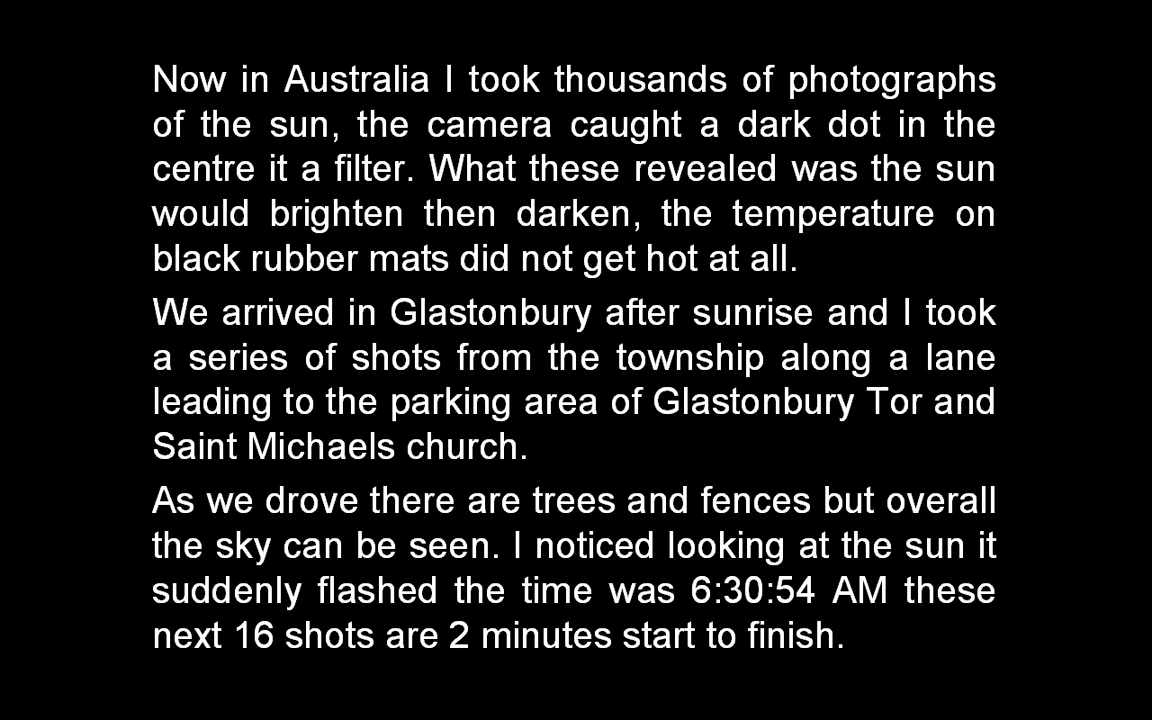 Now in Australia I took thousands of photographs
of the sun, the camera caught a dark dot in the
centre it a filter. What these revealed was the sun
would brighten then darken, the temperature on
black rubber mats did not get hot at all.
We arrived in Glastonbury after sunrise and I took
a series of shots from the township along a lane
leading to the parking area of Glastonbury Tor and
Saint Michaels church.
As we drove there are trees and fences but overall
the sky can be seen. I noticed looking at the sun it
suddenly flashed the time was 6:30:54 AM these
next 16 shots are 2 minutes start to finish.